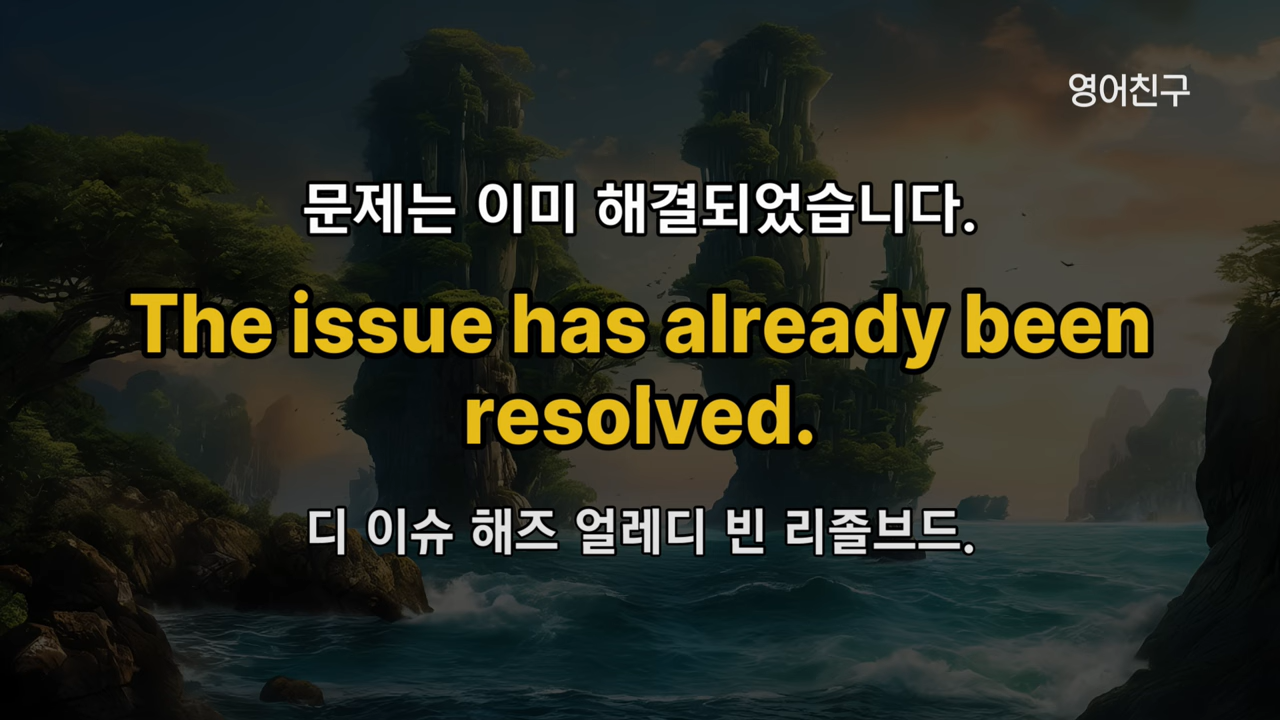 영어친구
문제는 이미 해결되었습니다.
The issue has already been
resolved.
디 이슈 해즈 얼레디 빈 리졸브드.